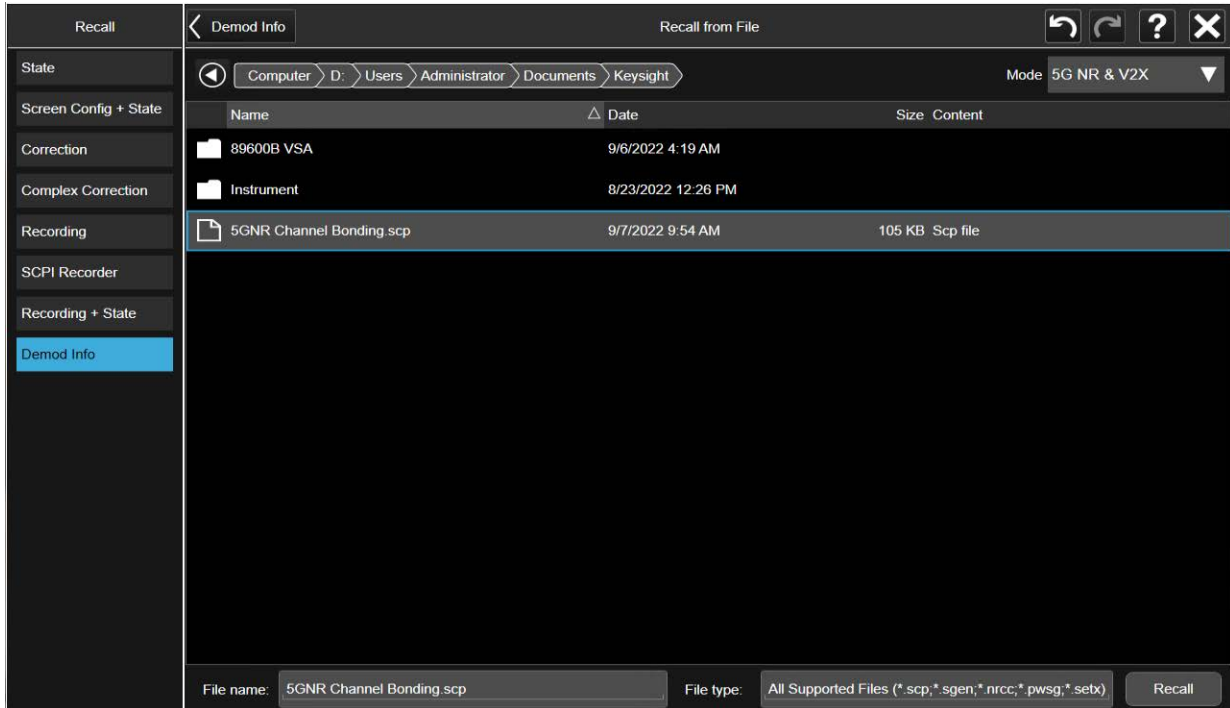 Recall
Demod Info
Recall from File
?
State
Screen Config + State
Correction
Complex Correction
Recording
SCPI Recorder
Recording + State
Demod Info
Computer D: Users Administrator Documents Keysight
Mode 5G NR & V2X
Name Date Size Content
89600B VSA 9/6/2022 4:19 AM
Instrument 8/23/2022 12:26 PM
5GNR Channel Bonding.scp 9/7/2022 9:54 AM 105 KB Scp file
File name: 5GNR Channel Bonding.scp File type: All Supported Files (*.scp;*.sgen;*.nrcc;*.pwsg;*.setx) Recall